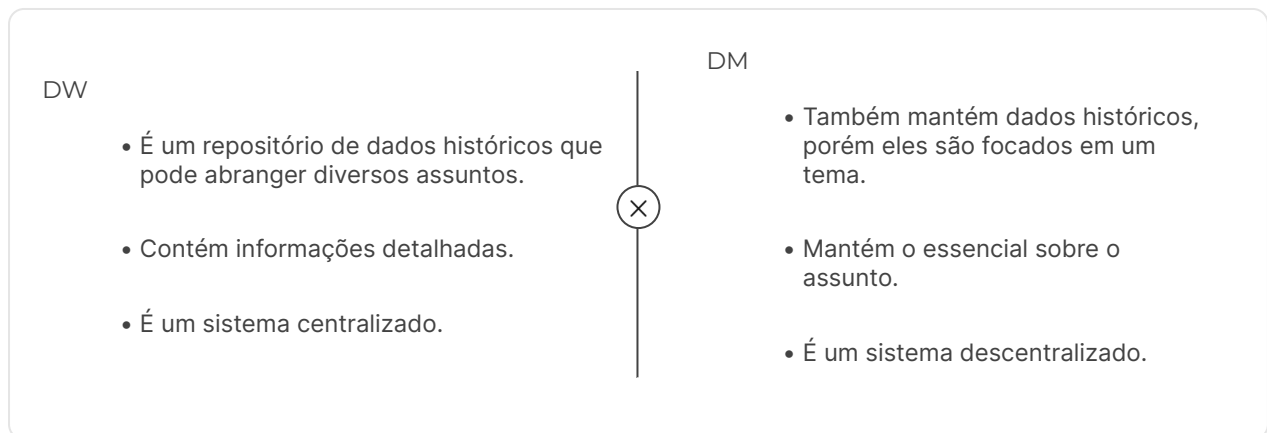 DW
• É um repositório de dados históricos que
pode abranger diversos assuntos.
• Contém informações detalhadas.
• É um sistema centralizado.
DM
• Também mantém dados históricos,
porém eles são focados em um
tema.
• Mantém o essencial sobre o
assunto.
• É um sistema descentralizado.